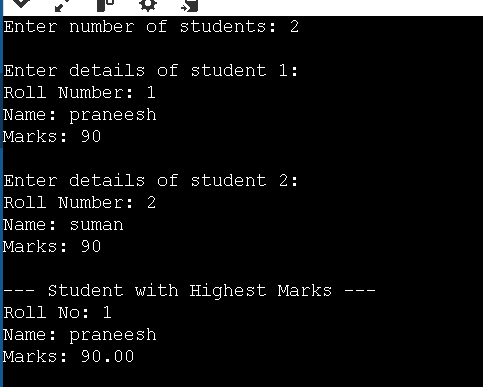 Enter number of students: 2
Enter details of student 1:
Roll Number: 1
Name: praneesh
Marks: 90
Enter details of student 2:
Roll Number: 2
Name: suman
Marks: 90
--- Student with Highest Marks ---
Roll No: 1
Name: praneesh
Marks: 90.00